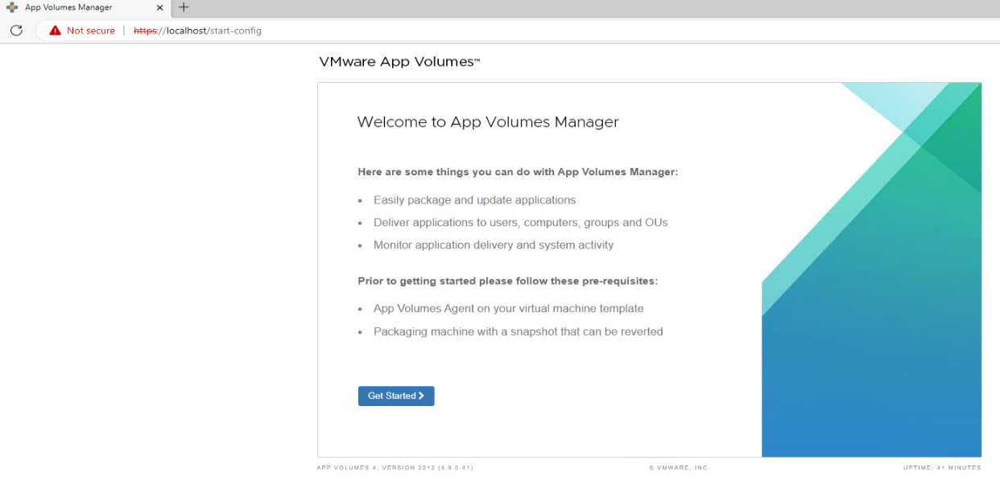 App Volumes Manager
Not secure | https://localhost/start-config
VMware App Volumes™
Welcome to App Volumes Manager
Here are some things you can do with App Volumes Manager:
• Easily package and update applications
• Deliver applications to users, computers, groups and OUs
• Monitor application delivery and system activity
Prior to getting started please follow these pre-requisites:
• App Volumes Agent on your virtual machine template
• Packaging machine with a snapshot that can be reverted
Get Started
APP VOLUMES 4, VERSION 2212 (4.9.0.41) © VMWARE, INC. UPTIME: 41 MINUTES